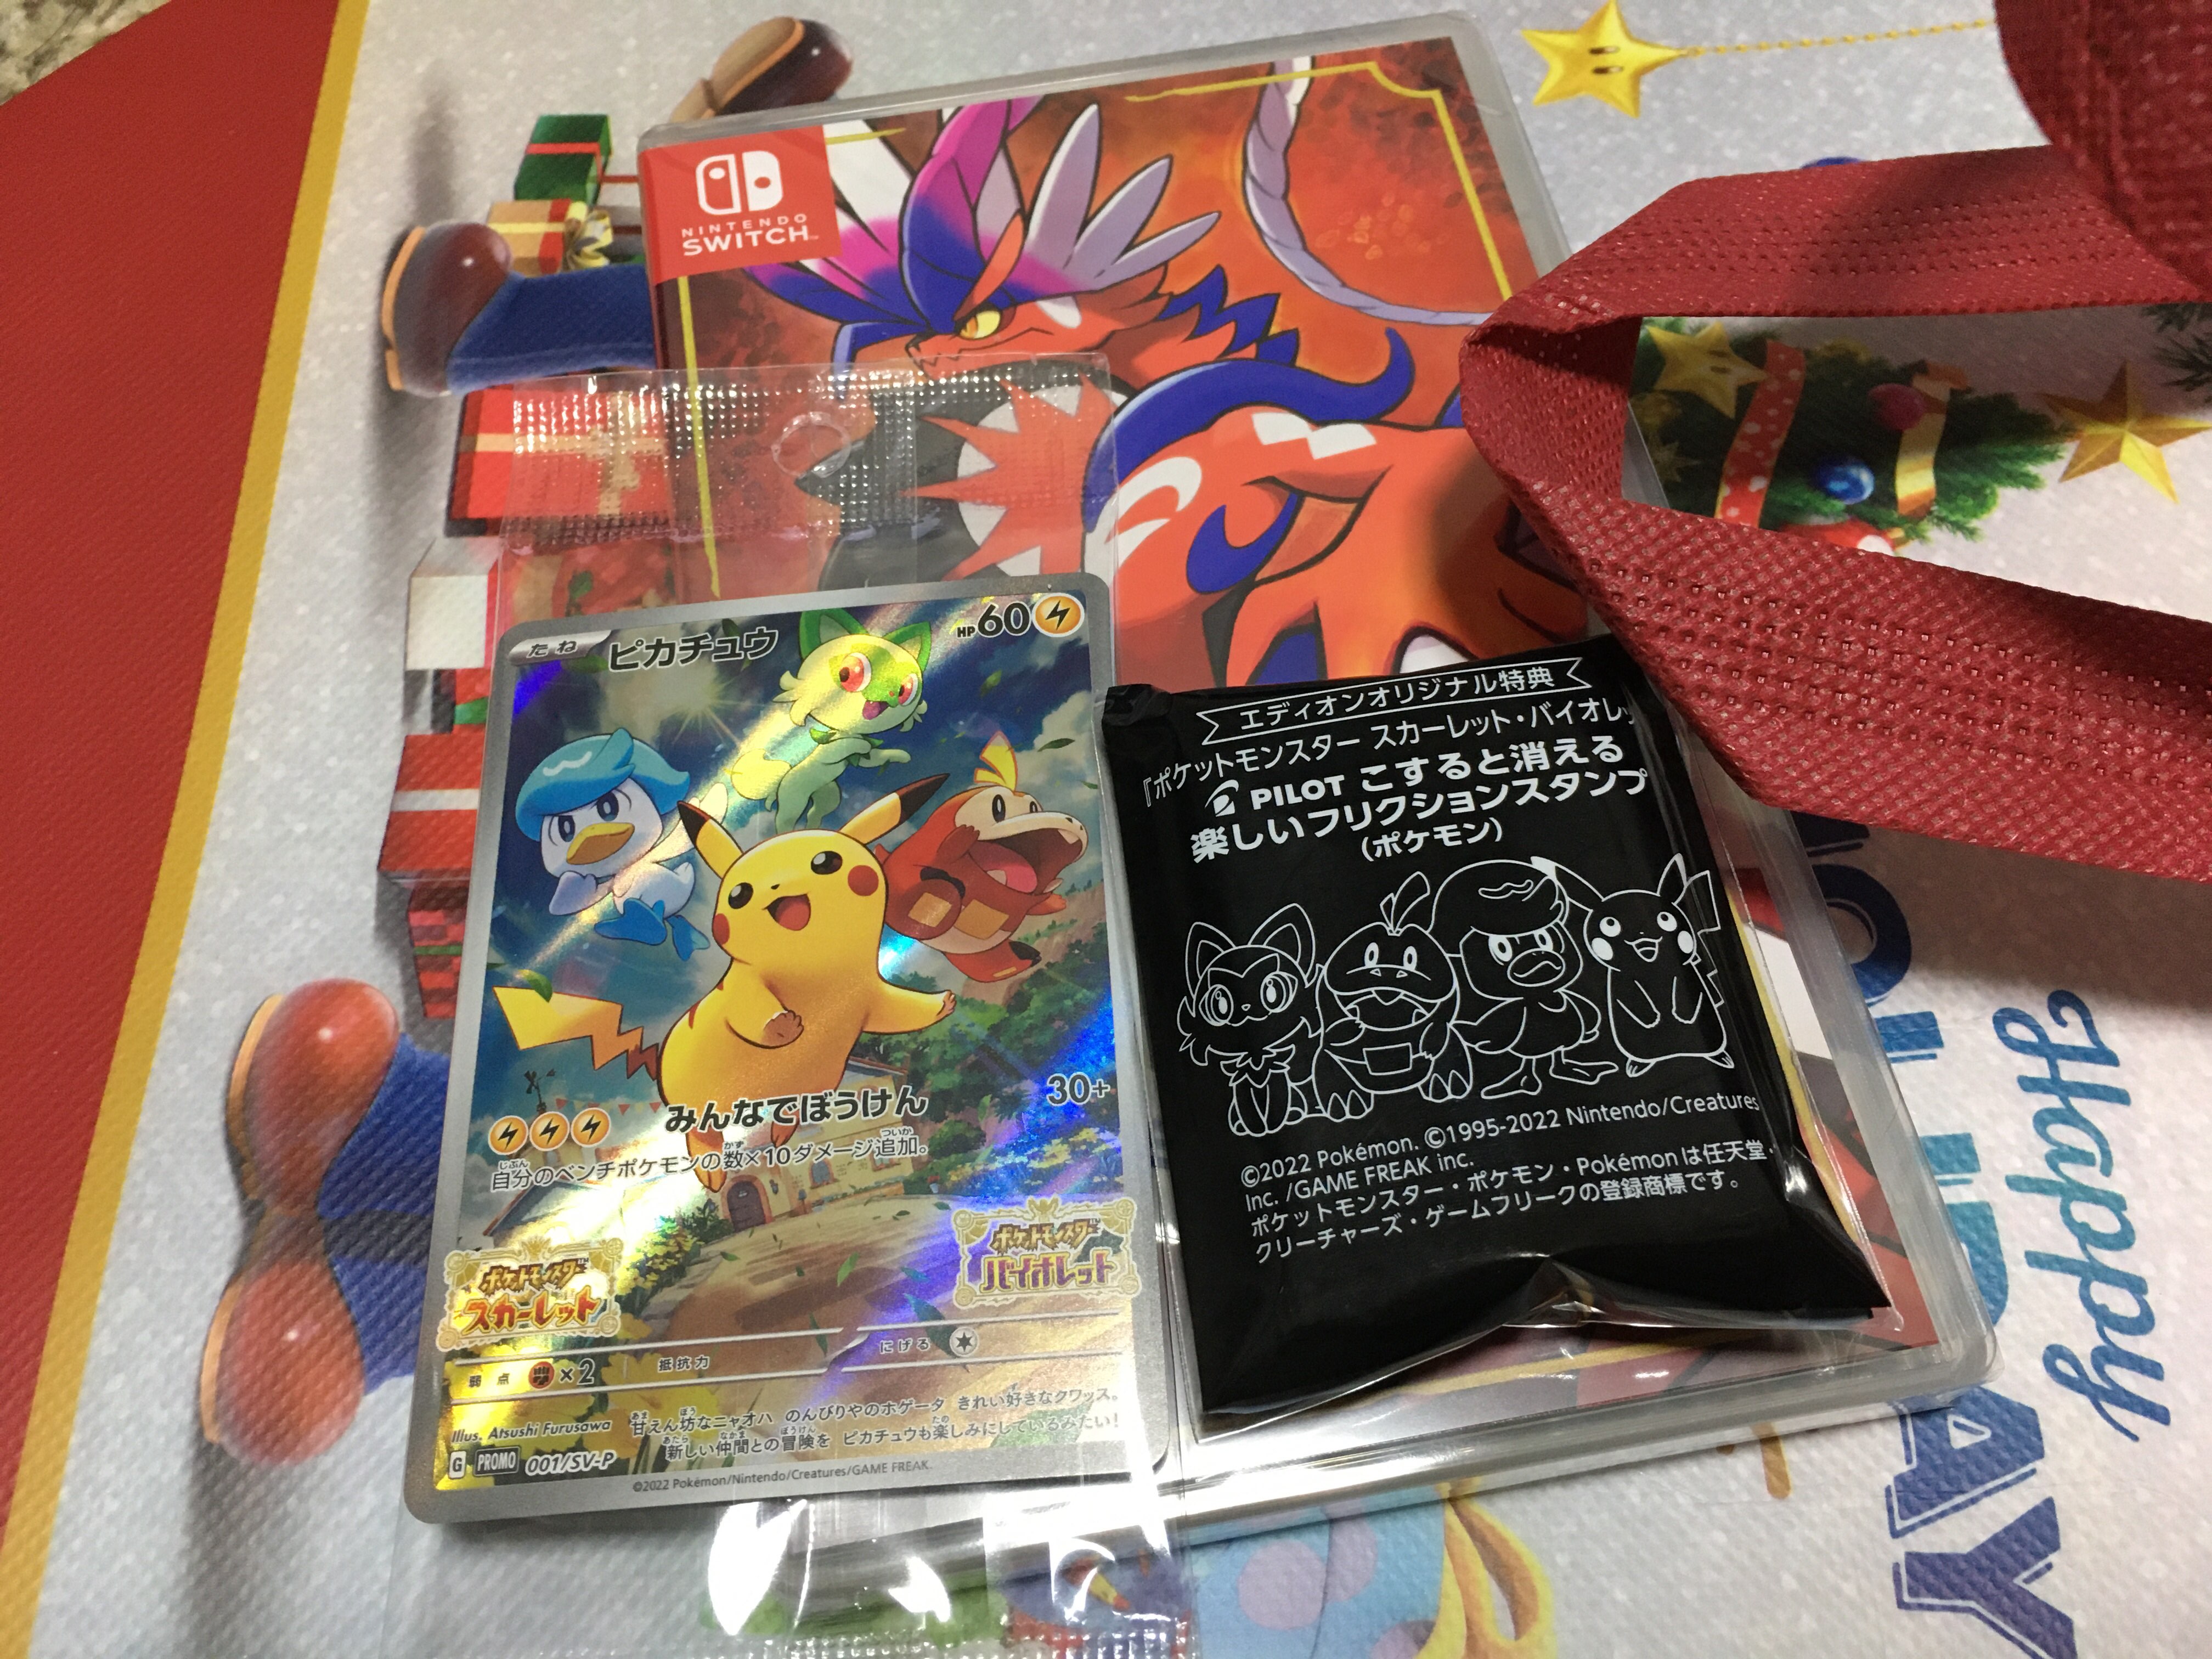 NINTENDO
SWITCH
たね ピカチュウ HP60
みんなでぼうけん 30+
自分のベンチポケモンの数×10ダメージ追加。
ポケットモンスター
スカーレット
ポケットモンスター
バイオレット
弱点 ×2 抵抗力 にげる
Illus. Atsushi Furusawa
甘えん坊なニャオハ のんびりやのホゲータ きれい好きなクワッス。
新しい仲間との冒険を ピカチュウも楽しみにしているみたい!
G PROMO 001/SV-P
©2022 Pokémon/Nintendo/Creatures/GAME FREAK.
エディオンオリジナル特典
『ポケットモンスター スカーレット・バイオレッ
PILOT こすると消える
楽しいフリクションスタンプ
(ポケモン)
©2022 Pokémon. ©1995-2022 Nintendo/Creatures
Inc. /GAME FREAK inc.
ポケットモンスター・ポケモン・Pokémonは任天堂・
クリーチャーズ・ゲームフリークの登録商標です。
Happy